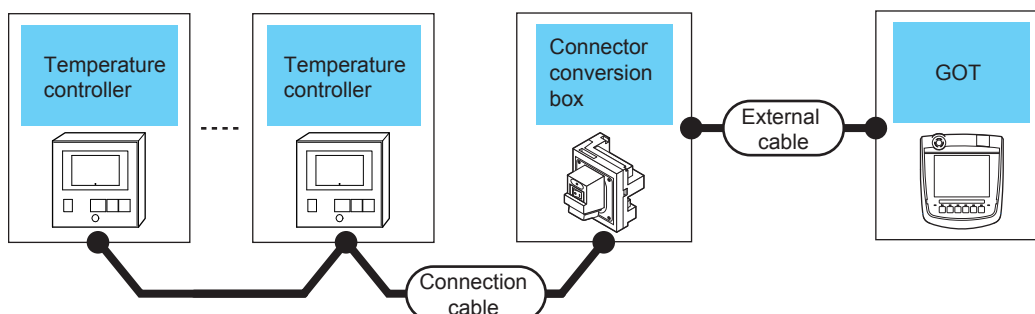 Temperature
controller
Temperature
controller
Connector
conversion
box
External
cable
GOT
Connection
cable